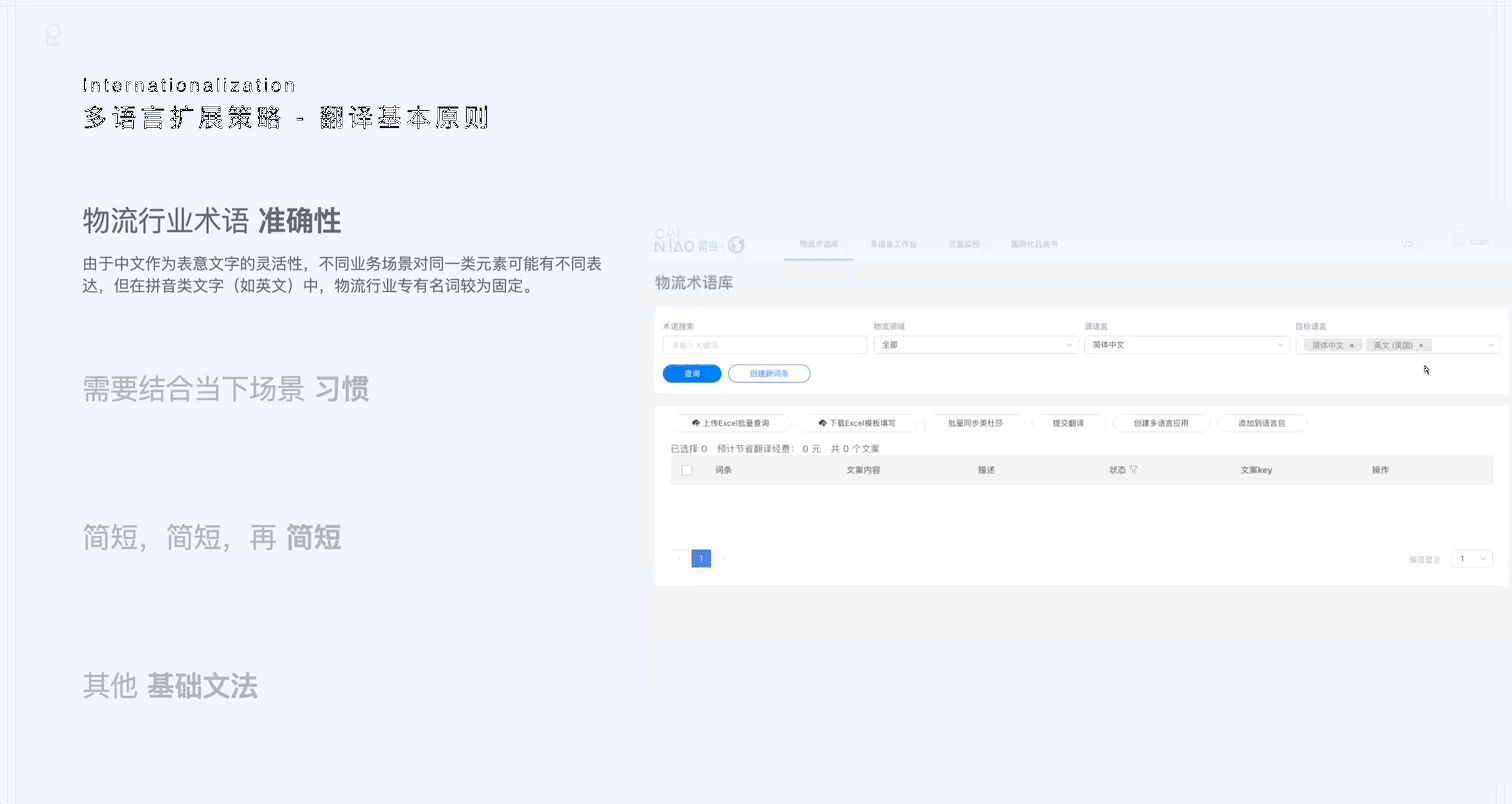 Internationalization
多语言扩展策略 - 翻译基本原则
物流行业术语 准确性
由于中文作为表意文字的灵活性，不同业务场景对同一类元素可能有不同表
达，但在拼音类文字（如英文）中，物流行业专有名词较为固定。
需要结合当下场景 习惯
简短，简短，再 简短
其他 基础文法
CAI
NIAO 菜鸟
物流术语库 多语言工作台 页面监控 国际化白皮书 US
物流术语库
术语搜索 物流领域 源语言 目标语言
请输入关键词 全部 简体中文 简体中文 × 英文 (美国) ×
查询 创建新词条
上传Excel批量查询 下载Excel模板填写 批量同步美杜莎 提交翻译 创建多语言应用 添加到语言包
已选择 0 预计节省翻译经费： 0 元 共 0 个文案
词条 文案内容 描述 状态 文案key 操作
1 每页显示： 1